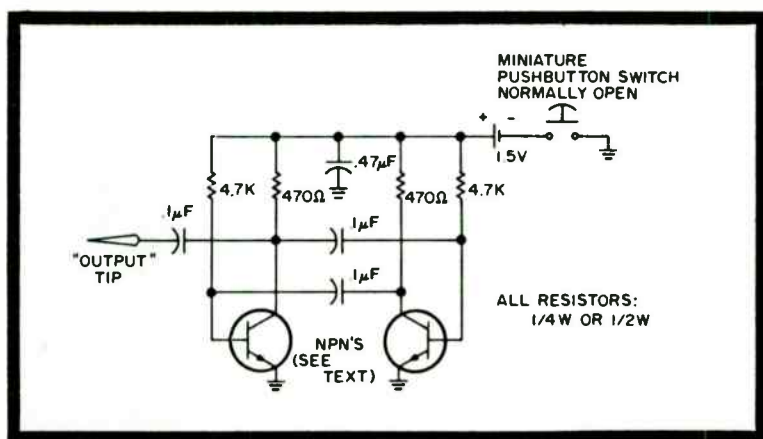 MINIATURE
PUSHBUTTON SWITCH
NORMALLY OPEN
+ -
1.5V
.47μF
4.7K
470Ω
470Ω
4.7K
.1μF
.1μF
"OUTPUT"
TIP
.1μF
ALL RESISTORS:
1/4W OR 1/2W
NPN'S
(SEE
TEXT)